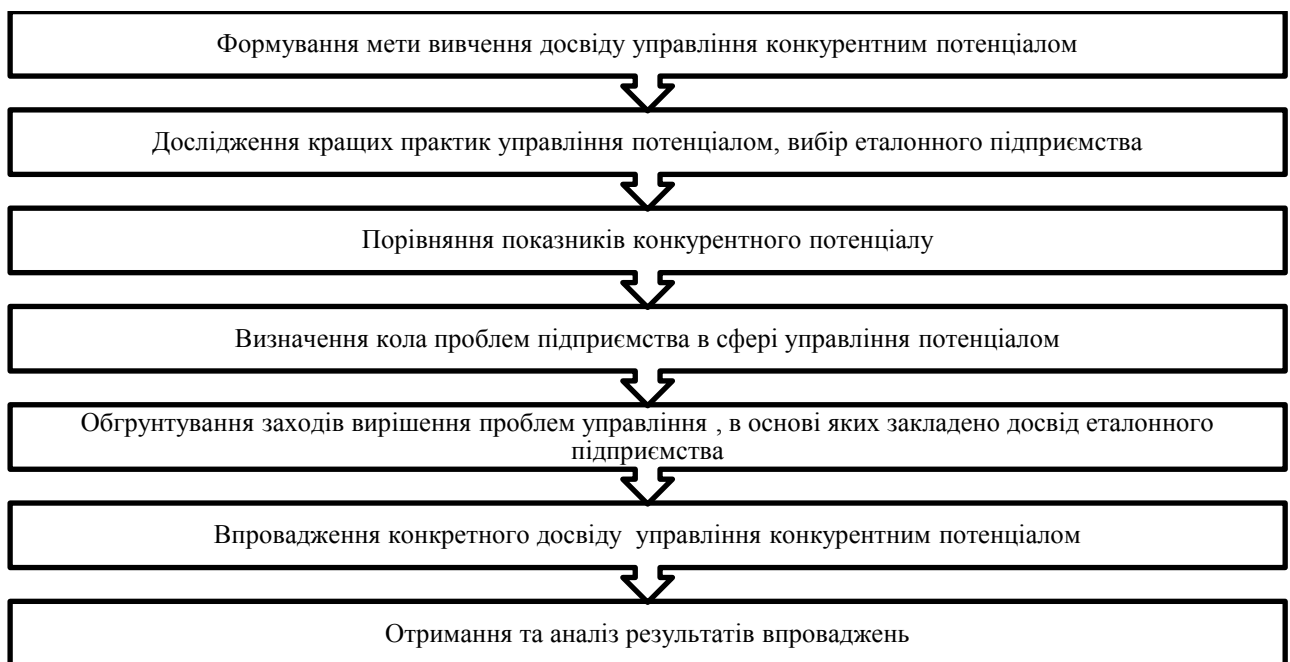 Формування мети вивчення досвіду управління конкурентним потенціалом
Дослідження кращих практик управління потенціалом, вибір еталонного підприємства
Порівняння показників конкурентного потенціалу
Визначення кола проблем підприємства в сфері управління потенціалом
Обгрунтування заходів вирішення проблем управління , в основі яких закладено досвід еталонного
підприємства
Впровадження конкретного досвіду  управління конкурентним потенціалом
Отримання та аналіз результатів впроваджень